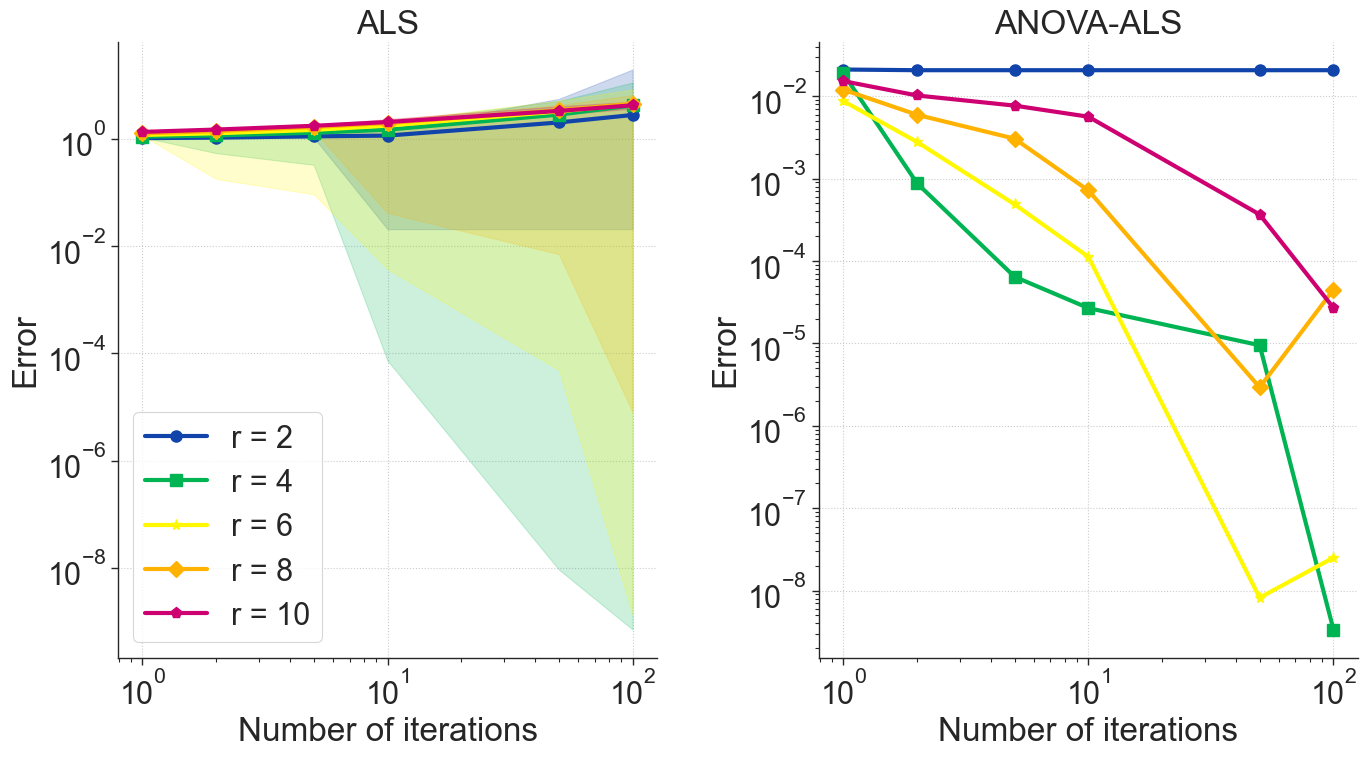 ALS
10^0
10^−2
10^−4
10^−6
10^−8
Error
r = 2
r = 4
r = 6
r = 8
r = 10
10^0
10^1
10^2
Number of iterations
ANOVA-ALS
10^−2
10^−3
10^−4
10^−5
10^−6
10^−7
10^−8
Error
10^0
10^1
10^2
Number of iterations